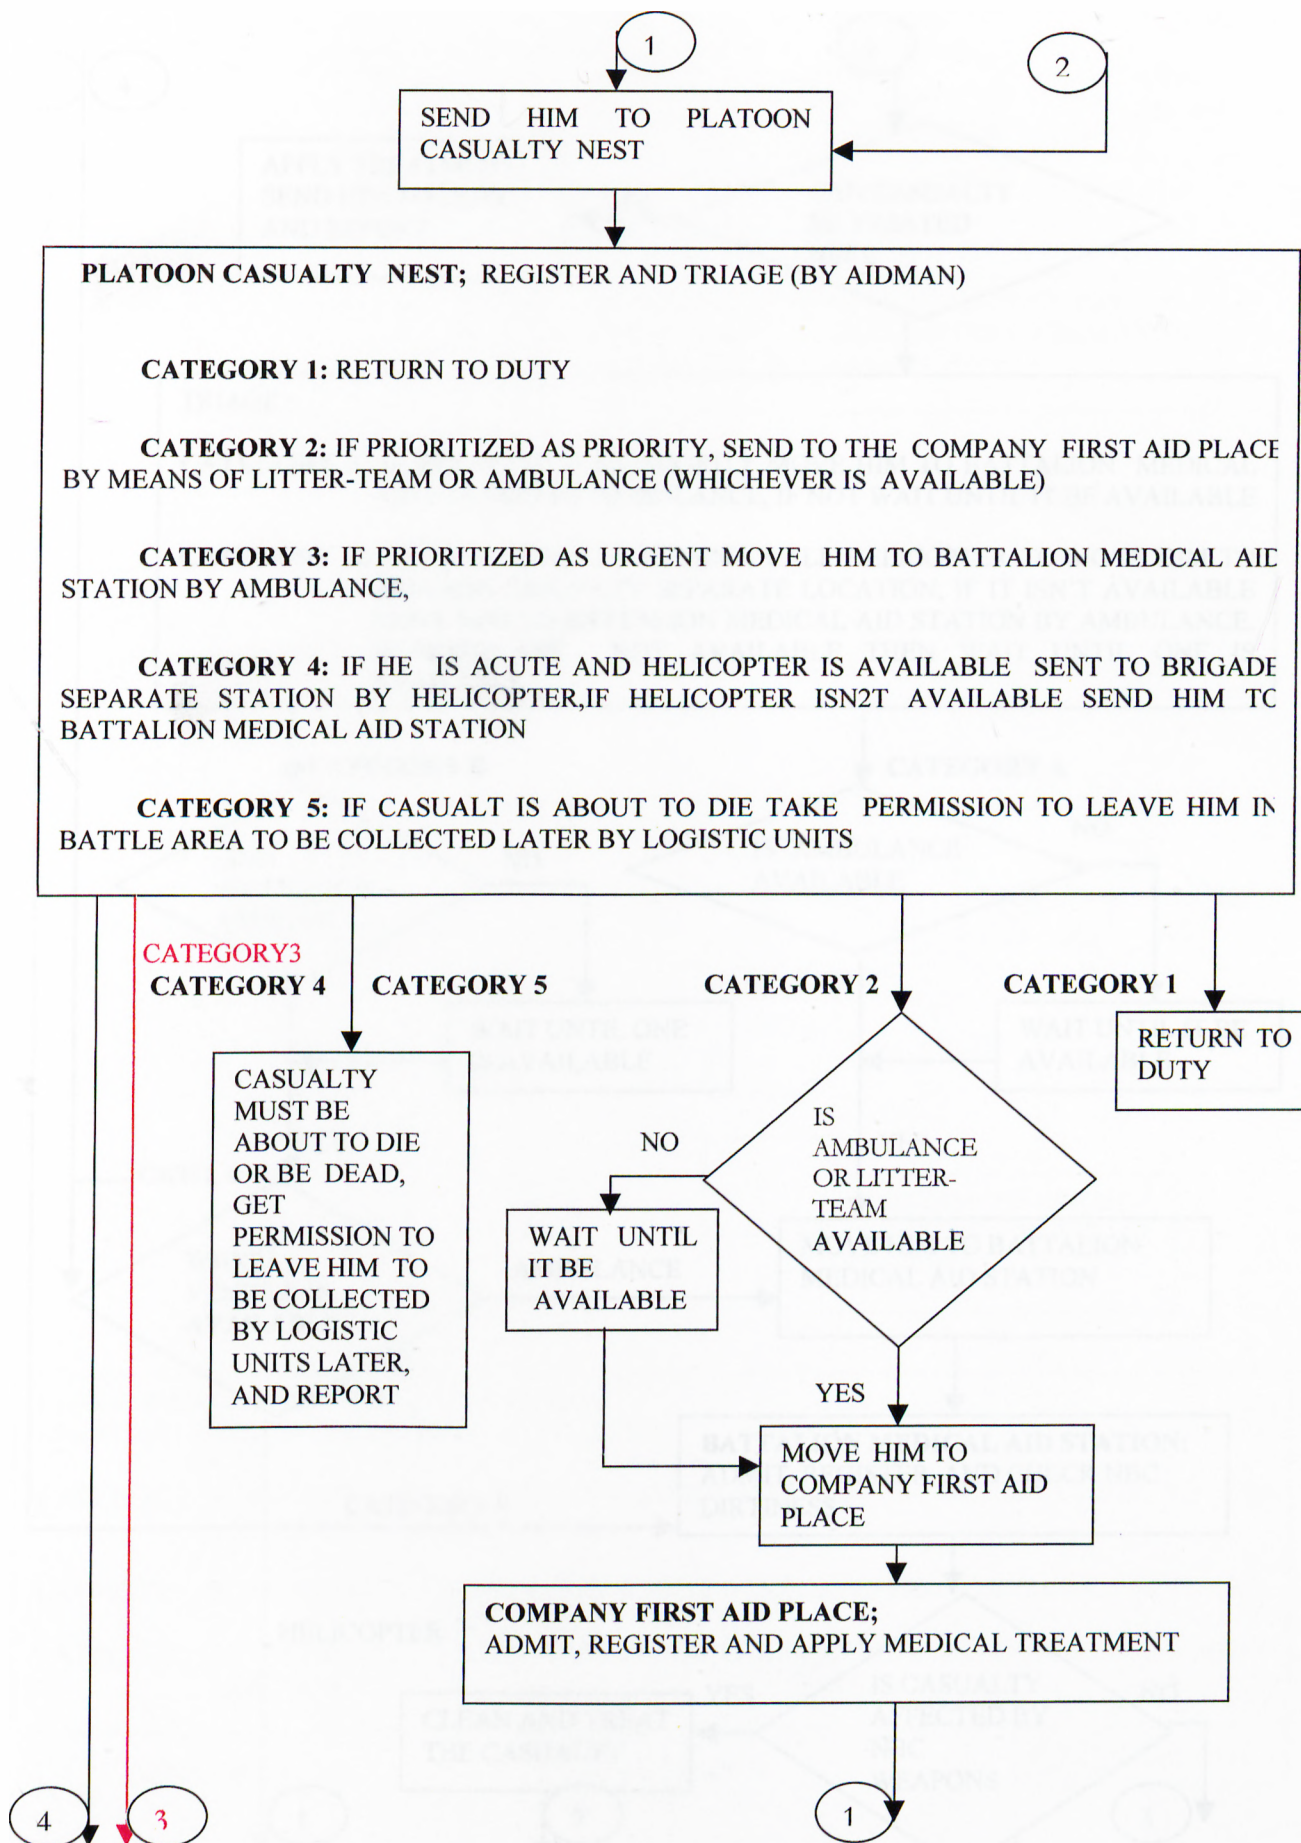 1
2
SEND HIM TO PLATOON
CASUALTY NEST
PLATOON CASUALTY NEST; REGISTER AND TRIAGE (BY AIDMAN)
CATEGORY 1: RETURN TO DUTY
CATEGORY 2: IF PRIORITIZED AS PRIORITY, SEND TO THE COMPANY FIRST AID PLACE
BY MEANS OF LITTER-TEAM OR AMBULANCE (WHICHEVER IS AVAILABLE)
CATEGORY 3: IF PRIORITIZED AS URGENT MOVE HIM TO BATTALION MEDICAL AID
STATION BY AMBULANCE,
CATEGORY 4: IF HE IS ACUTE AND HELICOPTER IS AVAILABLE SENT TO BRIGADE
SEPARATE STATION BY HELICOPTER,IF HELICOPTER ISN2T AVAILABLE SEND HIM TO
BATTALION MEDICAL AID STATION
CATEGORY 5: IF CASUALT IS ABOUT TO DIE TAKE PERMISSION TO LEAVE HIM IN
BATTLE AREA TO BE COLLECTED LATER BY LOGISTIC UNITS
CATEGORY3
CATEGORY 4
CATEGORY 5
CATEGORY 2
CATEGORY 1
RETURN TO
DUTY
CASUALTY
MUST BE
ABOUT TO DIE
OR BE DEAD,
GET
PERMISSION TO
LEAVE HIM TO
BE COLLECTED
BY LOGISTIC
UNITS LATER,
AND REPORT
IS
AMBULANCE
OR LITTER-
TEAM
AVAILABLE
NO
WAIT UNTIL
IT BE
AVAILABLE
YES
MOVE HIM TO
COMPANY FIRST AID
PLACE
COMPANY FIRST AID PLACE;
ADMIT, REGISTER AND APPLY MEDICAL TREATMENT
4
3
1